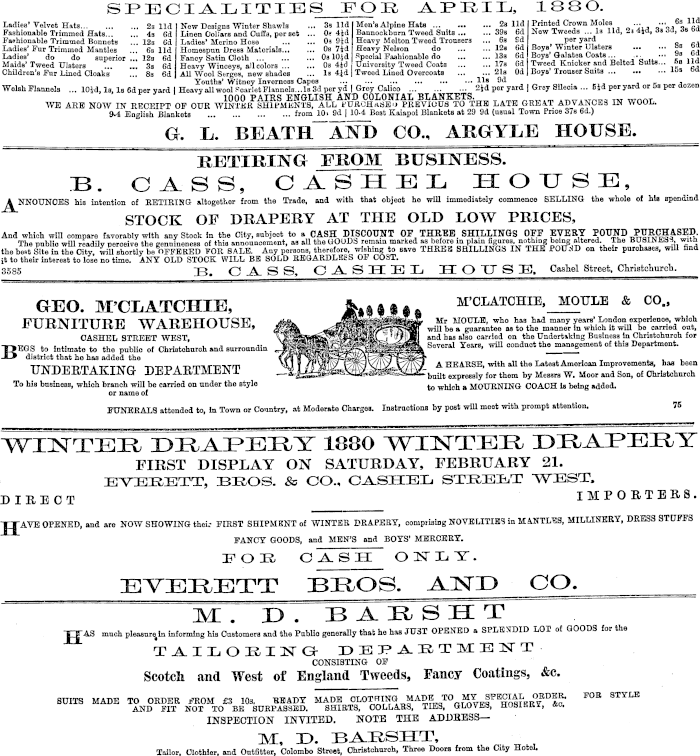 SPECIALITIES FOR APRIL, 1880.
Ladies' Velvet Hats... ... ... 2s 11d
Fashionable Trimmed Hats... ... 4s 6d
Fashionable Trimmed Bonnets ... 12s 6d
Ladies' Fur Trimmed Mantles ... 6s 11d
Ladies' do do superior ... 12s 6d
Maids' Tweed Ulsters ... ... 3s 6d
Children's Fur Lined Cloaks ... 8s 6d
New Designs Winter Shawls ... 3s 11d
Linen Collars and Cuffs, per set ... 0s 4½d
Ladies' Merino Hose ... ... 0s 9½d
Homespun Dress Materials... ... 0s 7½d
Fancy Satin Cloth ... ... 0s 10½d
Heavy Winceys, all colors ... ... 0s 4½d
All Wool Serges, new shades ... 1s 4½d
Men's Alpine Hats ... ... ... 2s 11d
Bannockburn Tweed Suits ... ... 39s 6d
Heavy Melton Tweed Trousers ... 6s 9d
Heavy Nelson do ... 12s 6d
Special Fashionable do ... 13s 6d
University Tweed Coats ... ... 17s 6d
Tweed Lined Overcoats ... ... 21s 0d
Printed Crown Moles ... ... 6s 11d
New Tweeds ... 1s 11d, 2s 4½d, 3s 3d, 3s 6d
per yard
Boys' Winter Ulsters ... ... 8s 6d
Boys' Galatea Coats... ... ... 9s 6d
Tweed Knicker and Belted Suits... 5s 11d
Boys' Trouser Suits ... ... ... 15s 6d
Youths' Witney Inverness Capes ... ... ... ... 11s 9d
Welsh Flannels ... 10½d, 1s, 1s 6d per yard | Heavy all wool Scarlet Flannels...1s 3d per yd | Grey Calico ... ... 2½d per yard | Grey Silecia ... 5½d per yard or 5s per dozen
1000 PAIRS ENGLISH AND COLONIAL BLANKETS.
WE ARE NOW IN RECEIPT OF OUR WINTER SHIPMENTS, ALL PURCHASED PREVIOUS TO THE LATE GREAT ADVANCES IN WOOL.
9-4 English Blankets ... ... ... ... from 10s 9d | 10-4 Best Kaiapoi Blankets at 29 9d (usual Town Price 37s 6d.)
G. L. BEATH AND CO., ARGYLE HOUSE.
RETIRING FROM BUSINESS.
B. CASS, CASHEL HOUSE,
ANNOUNCES his intention of RETIRING altogether from the Trade, and with that object he will immediately commence SELLING the whole of his spendind
STOCK OF DRAPERY AT THE OLD LOW PRICES,
And which will compare favorably with any Stock in the City, subject to a CASH DISCOUNT OF THREE SHILLINGS OFF EVERY POUND PURCHASED.
The public will readily perceive the genuineness of this announcement, as all the GOODS remain marked as before in plain figures, nothing being altered. The BUSINESS, with
the best Site in the City, will shortly be OFFERED FOR SALE. Any persons, therefore, wishing to save THREE SHILLINGS IN THE POUND on their purchases, will find
it to their interest to lose no time. ANY OLD STOCK WILL BE SOLD REGARDLESS OF COST.
3585 B. CASS, CASHEL HOUSE, Cashel Street, Christchurch.
GEO. M'CLATCHIE,
FURNITURE WAREHOUSE,
CASHEL STREET WEST,
BEGS to intimate to the public of Christchurch and surroundin
district that he has added the
UNDERTAKING DEPARTMENT
To his business, which branch will be carried on under the style
or name of
M'CLATCHIE, MOULE & CO.,
Mr MOULE, who has had many years' London experience, which
will be a guarantee as to the manner in which it will be carried out,
and has also carried on the Undertaking Business in Christchurch for
Several Years, will conduct the management of this Department.
A HEARSE, with all the Latest American Improvements, has been
built expressly for them by Messrs W. Moor and Son, of Christchurch
to which a MOURNING COACH is being added.
FUNERALS attended to, in Town or Country, at Moderate Charges. Instructions by post will meet with prompt attention. 75
WINTER DRAPERY 1880 WINTER DRAPERY
FIRST DISPLAY ON SATURDAY, FEBRUARY 21.
EVERETT, BROS. & CO., CASHEL STREET WEST.
DIRECT IMPORTERS.
HAVE OPENED, and are NOW SHOWING their FIRST SHIPMENT of WINTER DRAPERY, comprising NOVELTIES in MANTLES, MILLINERY, DRESS STUFFS
FANCY GOODS, and MEN'S and BOYS' MERCERY.
FOR CASH ONLY.
EVERETT BROS. AND CO.
M. D. BARSHT
HAS much pleasure in informing his Customers and the Public generally that he has JUST OPENED a SPLENDID LOT of GOODS for the
TAILORING DEPARTMENT
CONSISTING OF
Scotch and West of England Tweeds, Fancy Coatings, &c.
SUITS MADE TO ORDER FROM £3 10s. READY MADE CLOTHING MADE TO MY SPECIAL ORDER. FOR STYLE
AND FIT NOT TO BE SURPASSED. SHIRTS, COLLARS, TIES, GLOVES, HOSIERY, &c.
INSPECTION INVITED. NOTE THE ADDRESS—
M. D. BARSHT,
Tailor, Clothier, and Outfitter, Colombo Street, Christchurch, Three Doors from the City Hotel.